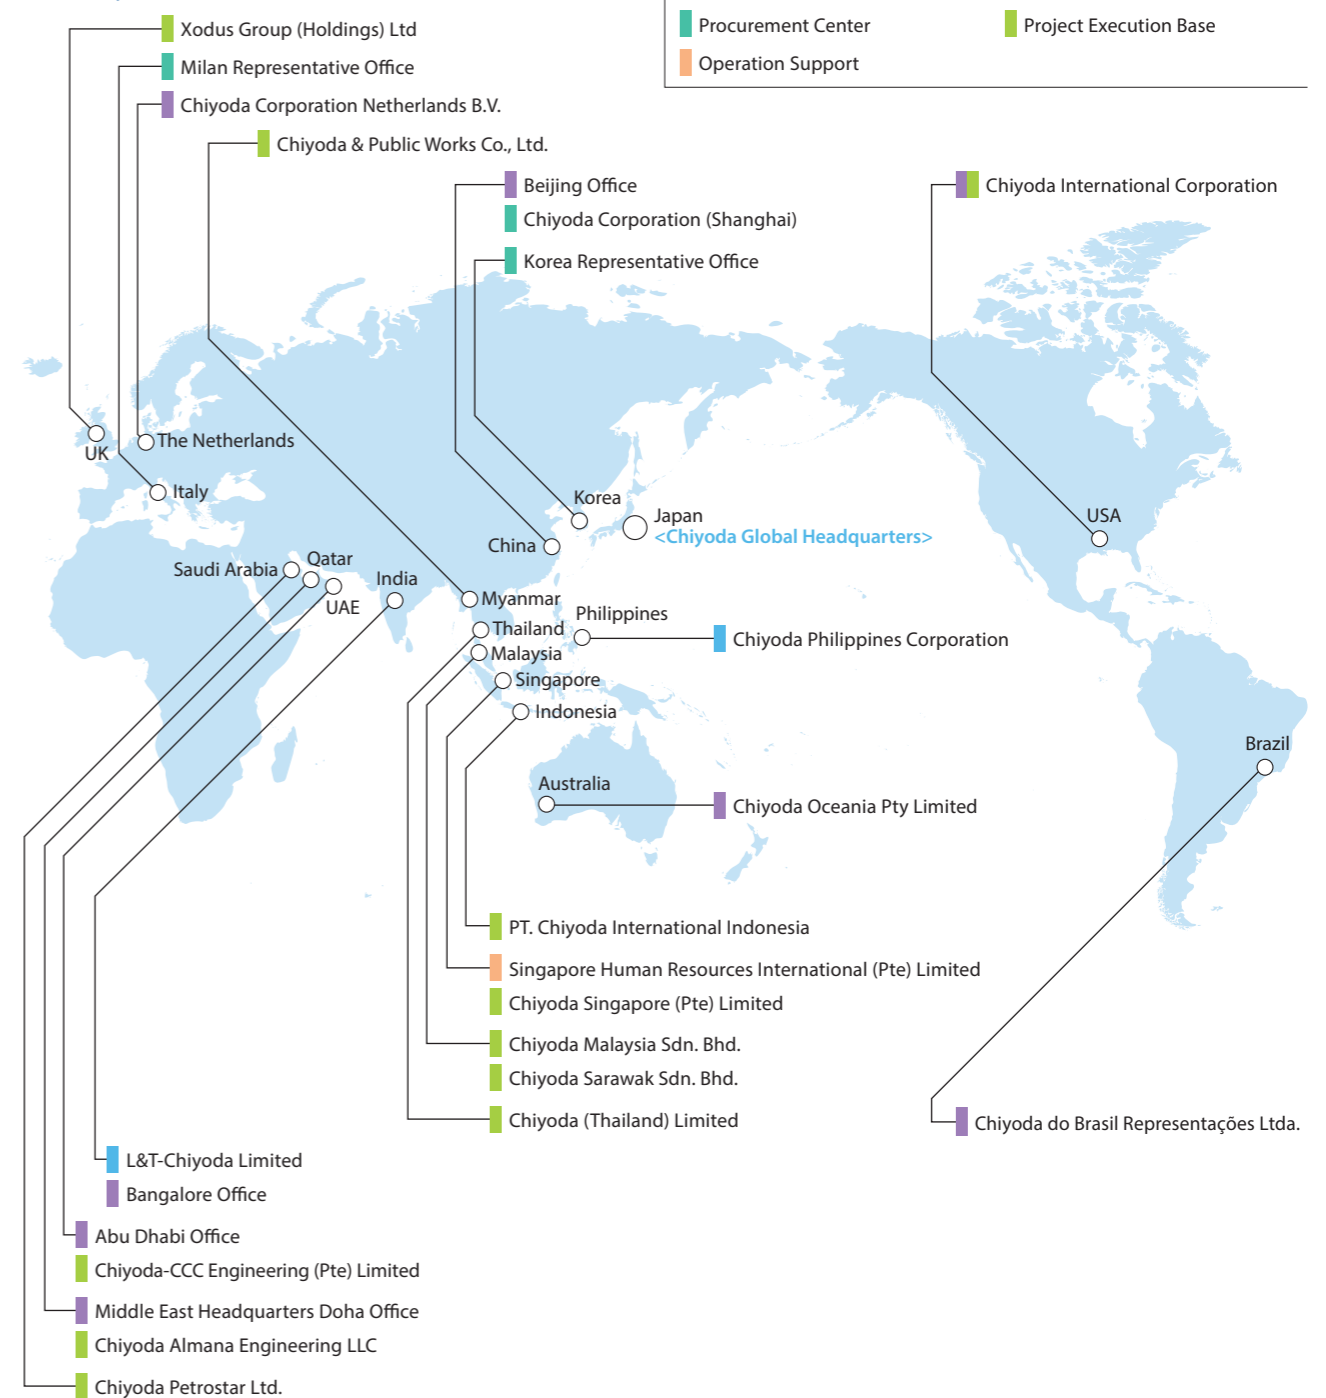 Xodus Group (Holdings) Ltd
Milan Representative Office
Chiyoda Corporation Netherlands B.V.
Chiyoda & Public Works Co., Ltd.
Procurement Center
Project Execution Base
Operation Support
Beijing Office
Chiyoda Corporation (Shanghai)
Korea Representative Office
Chiyoda International Corporation
UK
The Netherlands
Italy
Korea
Japan
<Chiyoda Global Headquarters>
China
USA
Saudi Arabia
Qatar
UAE
India
Myanmar
Thailand
Malaysia
Singapore
Indonesia
Philippines
Chiyoda Philippines Corporation
Australia
Chiyoda Oceania Pty Limited
Brazil
PT. Chiyoda International Indonesia
Singapore Human Resources International (Pte) Limited
Chiyoda Singapore (Pte) Limited
Chiyoda Malaysia Sdn. Bhd.
Chiyoda Sarawak Sdn. Bhd.
Chiyoda (Thailand) Limited
Chiyoda do Brasil Representações Ltda.
L&T-Chiyoda Limited
Bangalore Office
Abu Dhabi Office
Chiyoda-CCC Engineering (Pte) Limited
Middle East Headquarters Doha Office
Chiyoda Almana Engineering LLC
Chiyoda Petrostar Ltd.